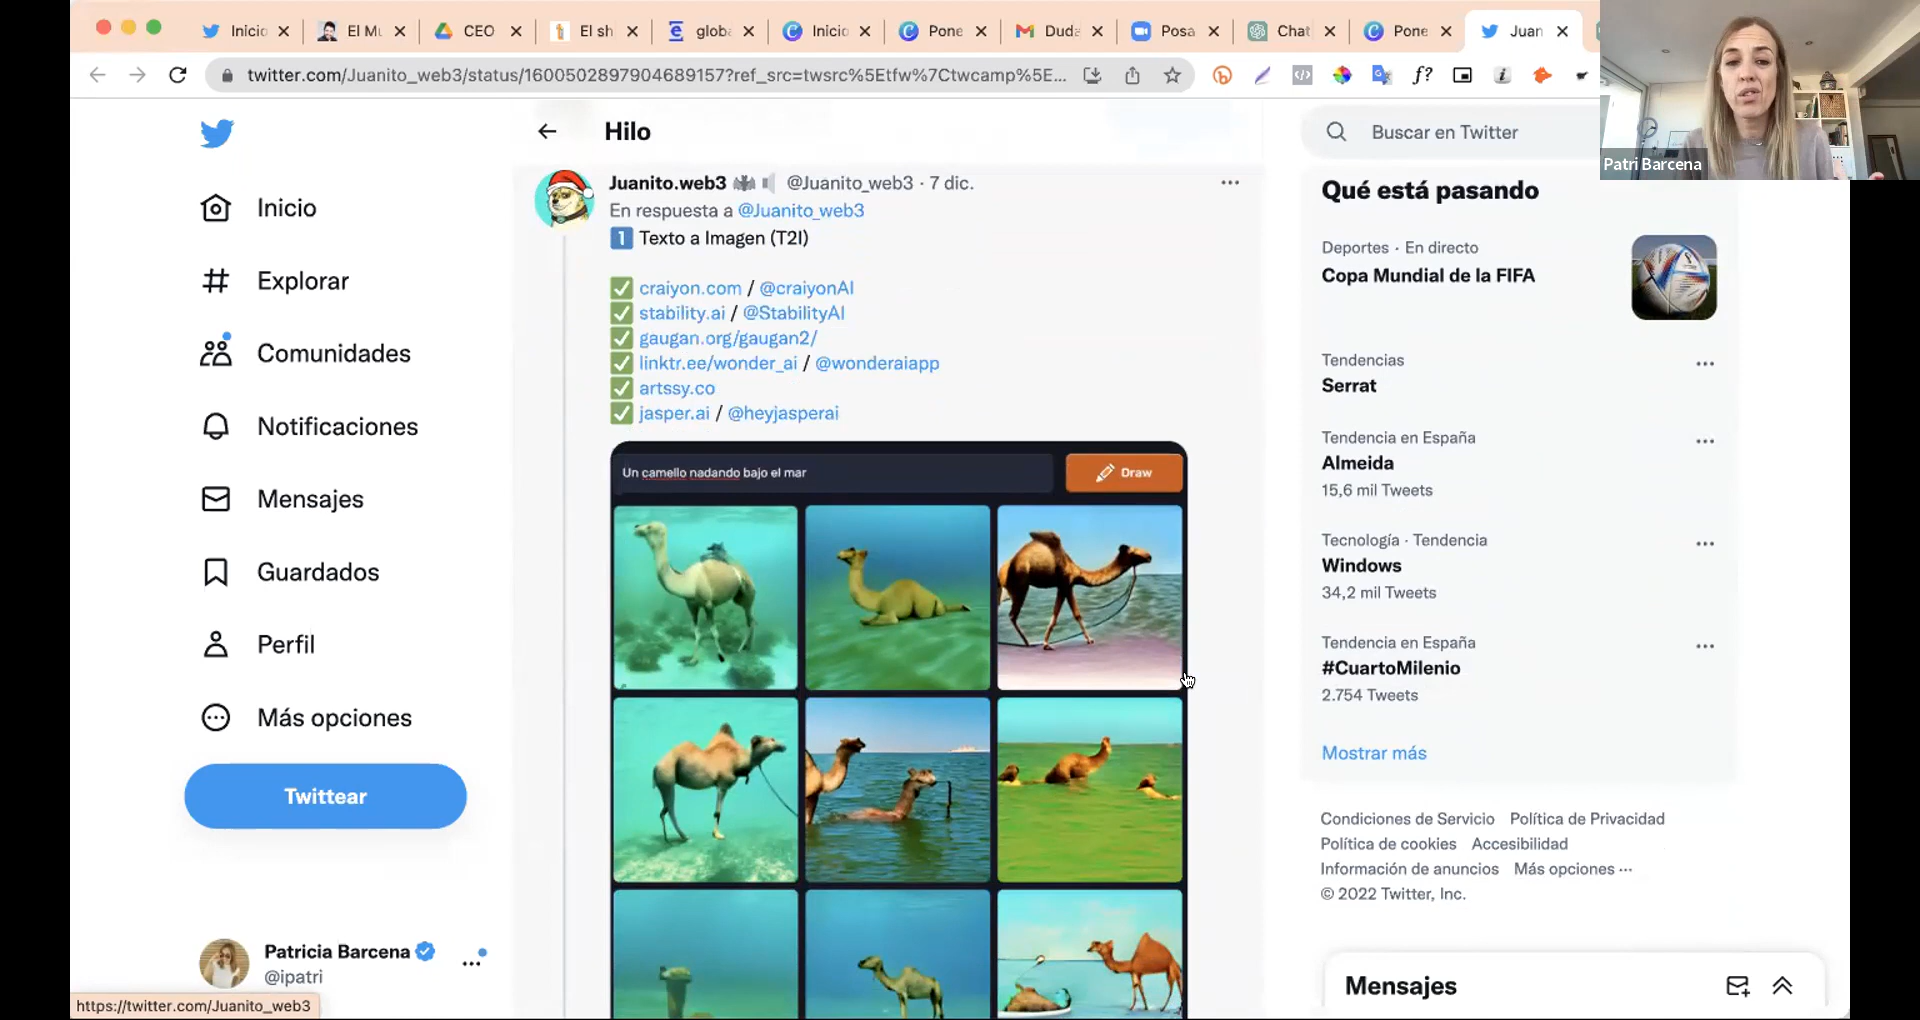 Inicio
El Mu
CEO
El sh
globa
Inicio
Pone
Duda
Posa
Chat
Pone
Juan
twitter.com/Juanito_web3/status/1600502897904689157?ref_src=twsrc%5Etfw%7Ctwcamp%5E...
f?
Patri Barcena
Inicio
Explorar
Comunidades
Notificaciones
Mensajes
Guardados
Perfil
Más opciones
Twittear
Patricia Barcena
@ipatri
https://twitter.com/Juanito_web3
Hilo
Juanito.web3 @Juanito_web3 · 7 dic.
En respuesta a @Juanito_web3
1 Texto a Imagen (T2I)
craiyon.com / @craiyonAI
stability.ai / @StabilityAI
gaugan.org/gaugan2/
linktr.ee/wonder_ai / @wonderaiapp
artssy.co
jasper.ai / @heyjasperai
Un camello nadando bajo el mar
Draw
Buscar en Twitter
Qué está pasando
Deportes · En directo
Copa Mundial de la FIFA
Tendencias
Serrat
Tendencia en España
Almeida
15,6 mil Tweets
Tecnología · Tendencia
Windows
34,2 mil Tweets
Tendencia en España
#CuartoMilenio
2.754 Tweets
Mostrar más
Condiciones de Servicio Política de Privacidad
Política de cookies Accesibilidad
Información de anuncios Más opciones ···
© 2022 Twitter, Inc.
Mensajes